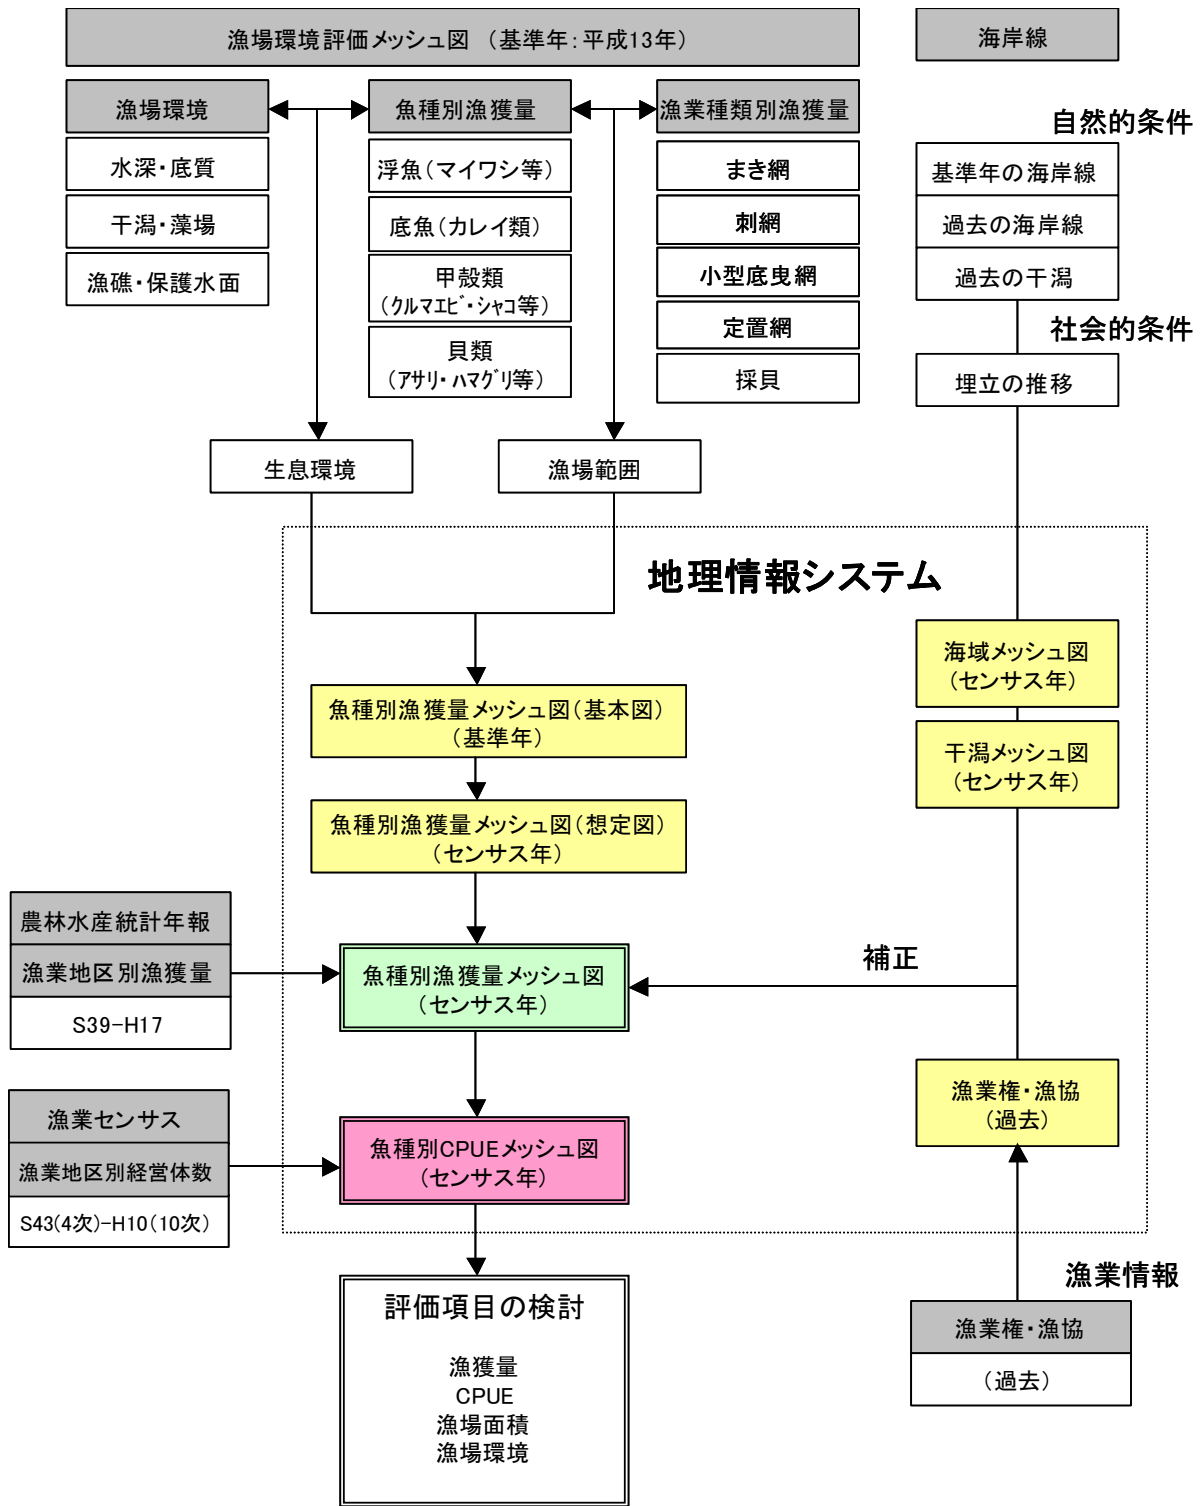 漁場環境評価メッシュ図 （基準年：平成13年）
海岸線
漁場環境
魚種別漁獲量
漁業種類別漁獲量
自然的条件
水深・底質
干潟・藻場
漁礁・保護水面
浮魚（マイワシ等）
底魚（カレイ類）
甲殻類
（ｸﾙﾏｴﾋﾞ・ｼｬｺ等）
貝類
（ｱｻﾘ・ﾊﾏｸﾞﾘ等）
まき網
刺網
小型底曳網
定置網
採貝
基準年の海岸線
過去の海岸線
過去の干潟
社会的条件
埋立の推移
生息環境
漁場範囲
地理情報システム
海域メッシュ図
（センサス年）
干潟メッシュ図
（センサス年）
魚種別漁獲量メッシュ図（基本図）
（基準年）
魚種別漁獲量メッシュ図（想定図）
（センサス年）
農林水産統計年報
漁業地区別漁獲量
S39-H17
魚種別漁獲量メッシュ図
（センサス年）
補正
漁業センサス
漁業地区別経営体数
S43(4次)-H10（10次）
魚種別CPUEメッシュ図
（センサス年）
漁業権・漁協
（過去）
漁業情報
漁業権・漁協
（過去）
評価項目の検討
漁獲量
CPUE
漁場面積
漁場環境